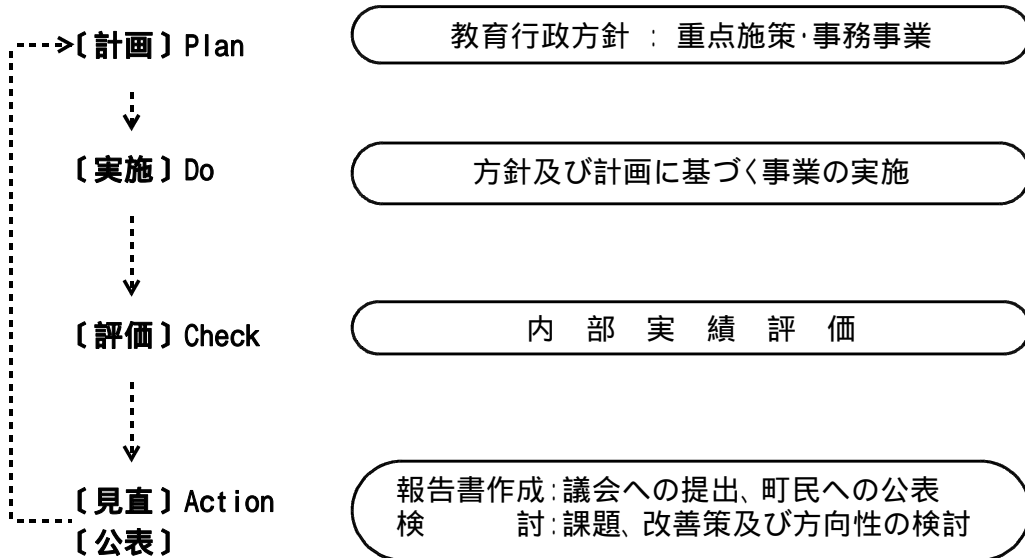 〔計画〕Plan 教育行政方針 : 重点施策・事務事業
〔実施〕Do 方針及び計画に基づく事業の実施
〔評価〕Check 内 部 実 績 評 価
〔見直〕Action
〔公表〕
報告書作成:議会への提出、町民への公表
検 討:課題、改善策及び方向性の検討